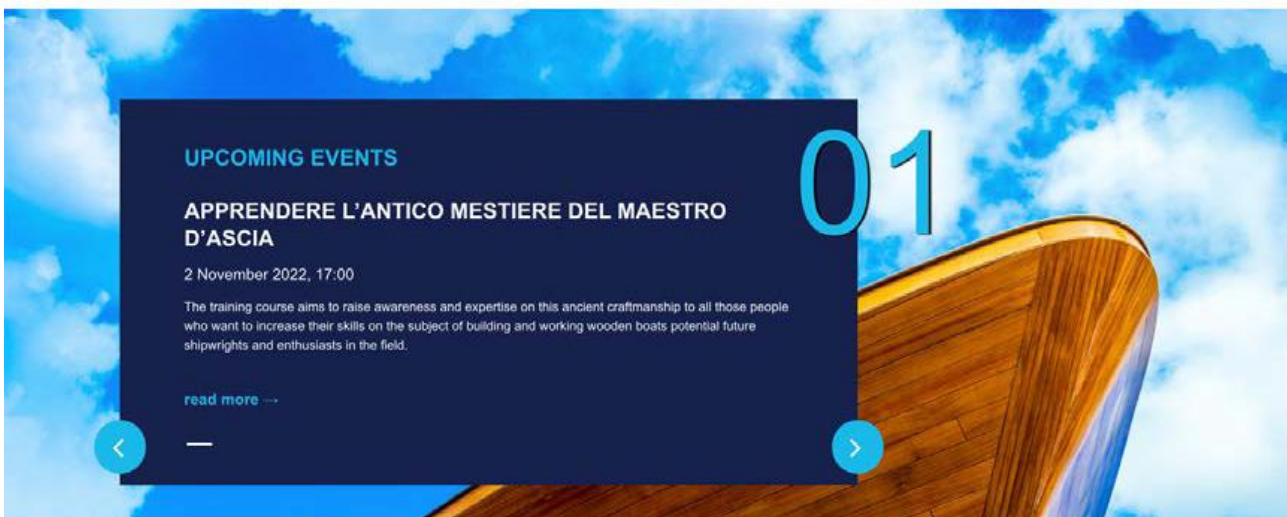 UPCOMING EVENTS
01
APPRENDERE L’ANTICO MESTIERE DEL MAESTRO
D’ASCIA
2 November 2022, 17:00
The training course aims to raise awareness and expertise on this ancient craftmanship to all those people
who want to increase their skills on the subject of building and working wooden boats potential future
shipwrights and enthusiasts in the field.
read more →